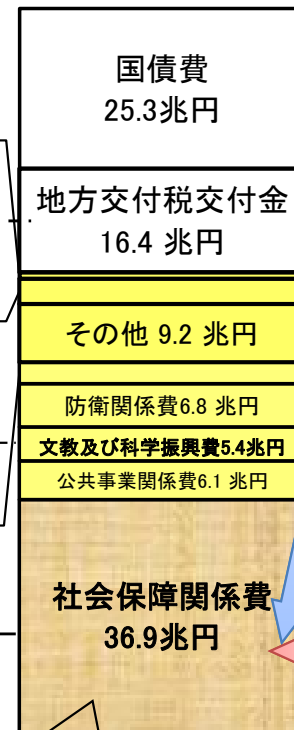 国債費
25.3兆円
地方交付税交付金
16.4 兆円
その他 9.2 兆円
防衛関係費6.8 兆円
文教及び科学振興費5.4兆円
公共事業関係費6.1 兆円
社会保障関係費
36.9兆円